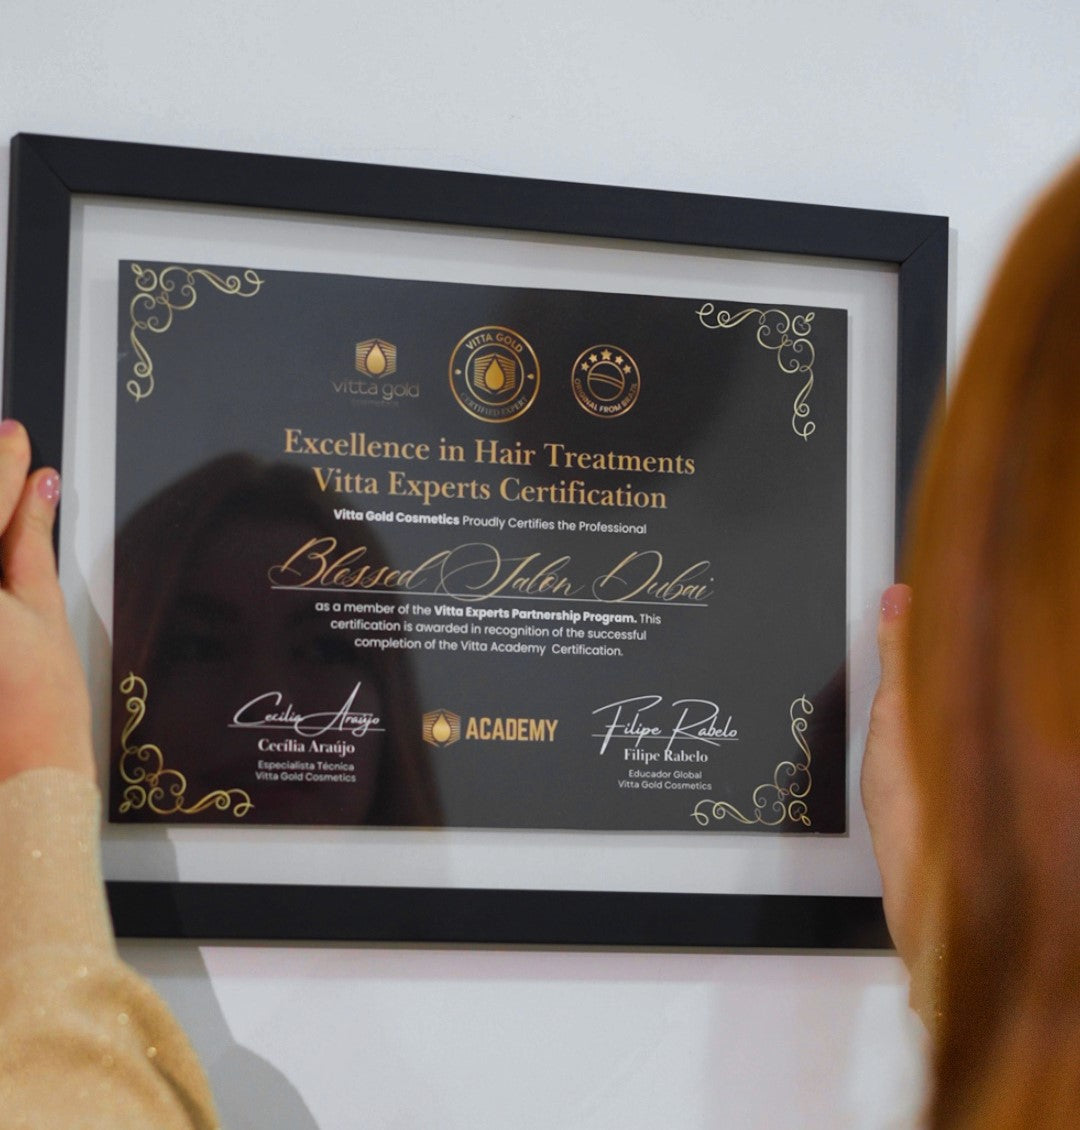 vitta gold
COSMETICS
VITTA GOLD
CERTIFIED EXPERT
ORIGINAL FROM BRAZIL
Excellence in Hair Treatments
Vitta Experts Certification
Vitta Gold Cosmetics Proudly Certifies the Professional
Blessed Salon Dubai
as a member of the Vitta Experts Partnership Program. This
certification is awarded in recognition of the successful
completion of the Vitta Academy Certification.
Cecília Araújo
Cecília Araújo
Especialista Técnica
Vitta Gold Cosmetics
ACADEMY
Filipe Rabelo
Filipe Rabelo
Educador Global
Vitta Gold Cosmetics